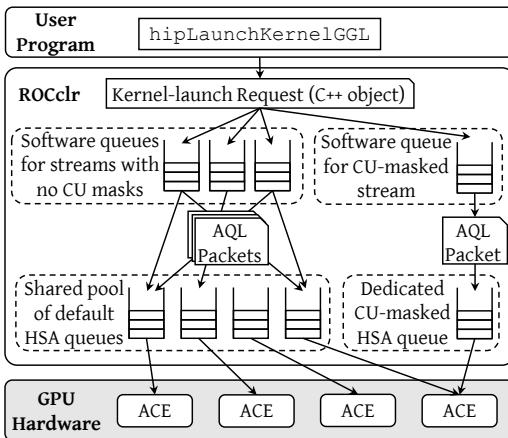 User
Program
hipLaunchKernelGGL
ROCclr
Kernel-launch Request (C++ object)
Software queues
for streams with
no CU masks
Software queue
for CU-masked
stream
AQL
Packets
AQL
Packet
Shared pool
of default
HSA queues
Dedicated
CU-masked
HSA queue
GPU
Hardware
ACE
ACE
ACE
ACE